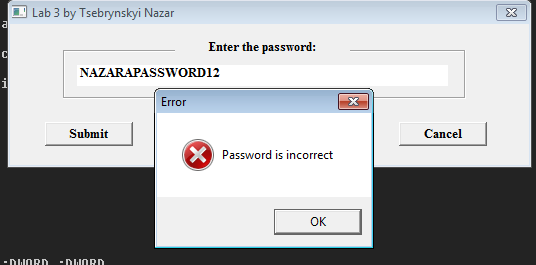 Lab 3 by Tsebrynskyi Nazar
Enter the password:
NAZARAPASSWORD12
Error
Submit
Cancel
Password is incorrect
OK
:DWORD, :DWORD